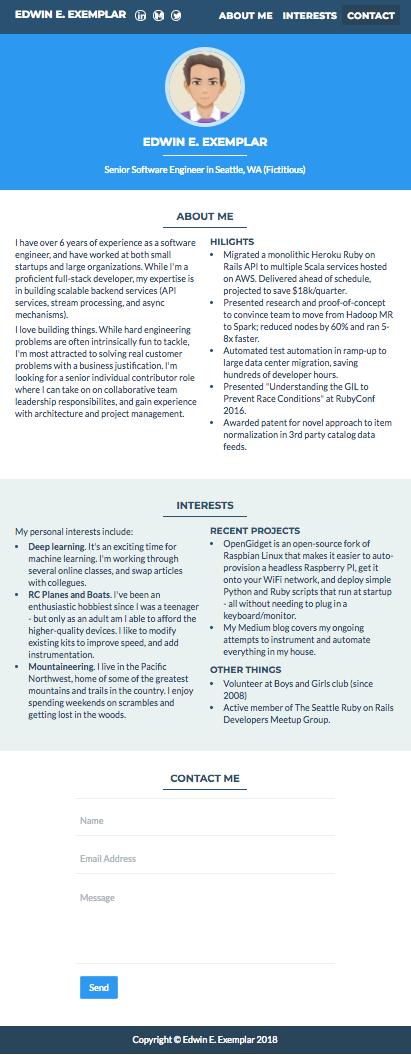 EDWIN E. EXEMPLAR
ABOUT ME INTERESTS CONTACT
EDWIN E. EXEMPLAR
Senior Software Engineer in Seattle, WA (Fictitious)
ABOUT ME
I have over 6 years of experience as a software
engineer, and have worked at both small
startups and large organizations. While I'm a
proficient full-stack developer, my expertise is
in building scalable backend services (API
services, stream processing, and async
mechanisms).
I love building things. While hard engineering
problems are often intrinsically fun to tackle,
I'm most attracted to solving real customer
problems with a business justification. I'm
looking for a senior individual contributor role
where I can take on on collaborative team
leadership responsibilites, and gain experience
with architecture and project management.
HILIGHTS
• Migrated a monolithic Heroku Ruby on
Rails API to multiple Scala services hosted
on AWS. Delivered ahead of schedule,
projected to save $18k/quarter.
• Presented research and proof-of-concept
to convince team to move from Hadoop MR
to Spark; reduced nodes by 60% and ran 5-
8x faster.
• Automated test automation in ramp-up to
large data center migration, saving
hundreds of developer hours.
• Presented "Understanding the GIL to
Prevent Race Conditions" at RubyConf
2016.
• Awarded patent for novel approach to item
normalization in 3rd party catalog data
feeds.
INTERESTS
My personal interests include:
• Deep learning. It's an exciting time for
machine learning. I'm working through
several online classes, and swap articles
with collegues.
• RC Planes and Boats. I've been an
enthusiastic hobbiest since I was a teenager
- but only as an adult am I able to afford the
higher-quality devices. I like to modify
existing kits to improve speed, and add
instrumentation.
• Mountaineering. I live in the Pacific
Northwest, home of some of the greatest
mountains and trails in the country. I enjoy
spending weekends on scrambles and
getting lost in the woods.
RECENT PROJECTS
• OpenGidget is an open-source fork of
Raspbian Linux that makes it easier to auto-
provision a headless Raspberry PI, get it
onto your WiFi network, and deploy simple
Python and Ruby scripts that run at startup
- all without needing to plug in a
keyboard/monitor.
• My Medium blog covers my ongoing
attempts to instrument and automate
everything in my house.
OTHER THINGS
• Volunteer at Boys and Girls club (since
2008)
• Active member of The Seattle Ruby on Rails
Developers Meetup Group.
CONTACT ME
Name
Email Address
Message
Send
Copyright © Edwin E. Exemplar 2018